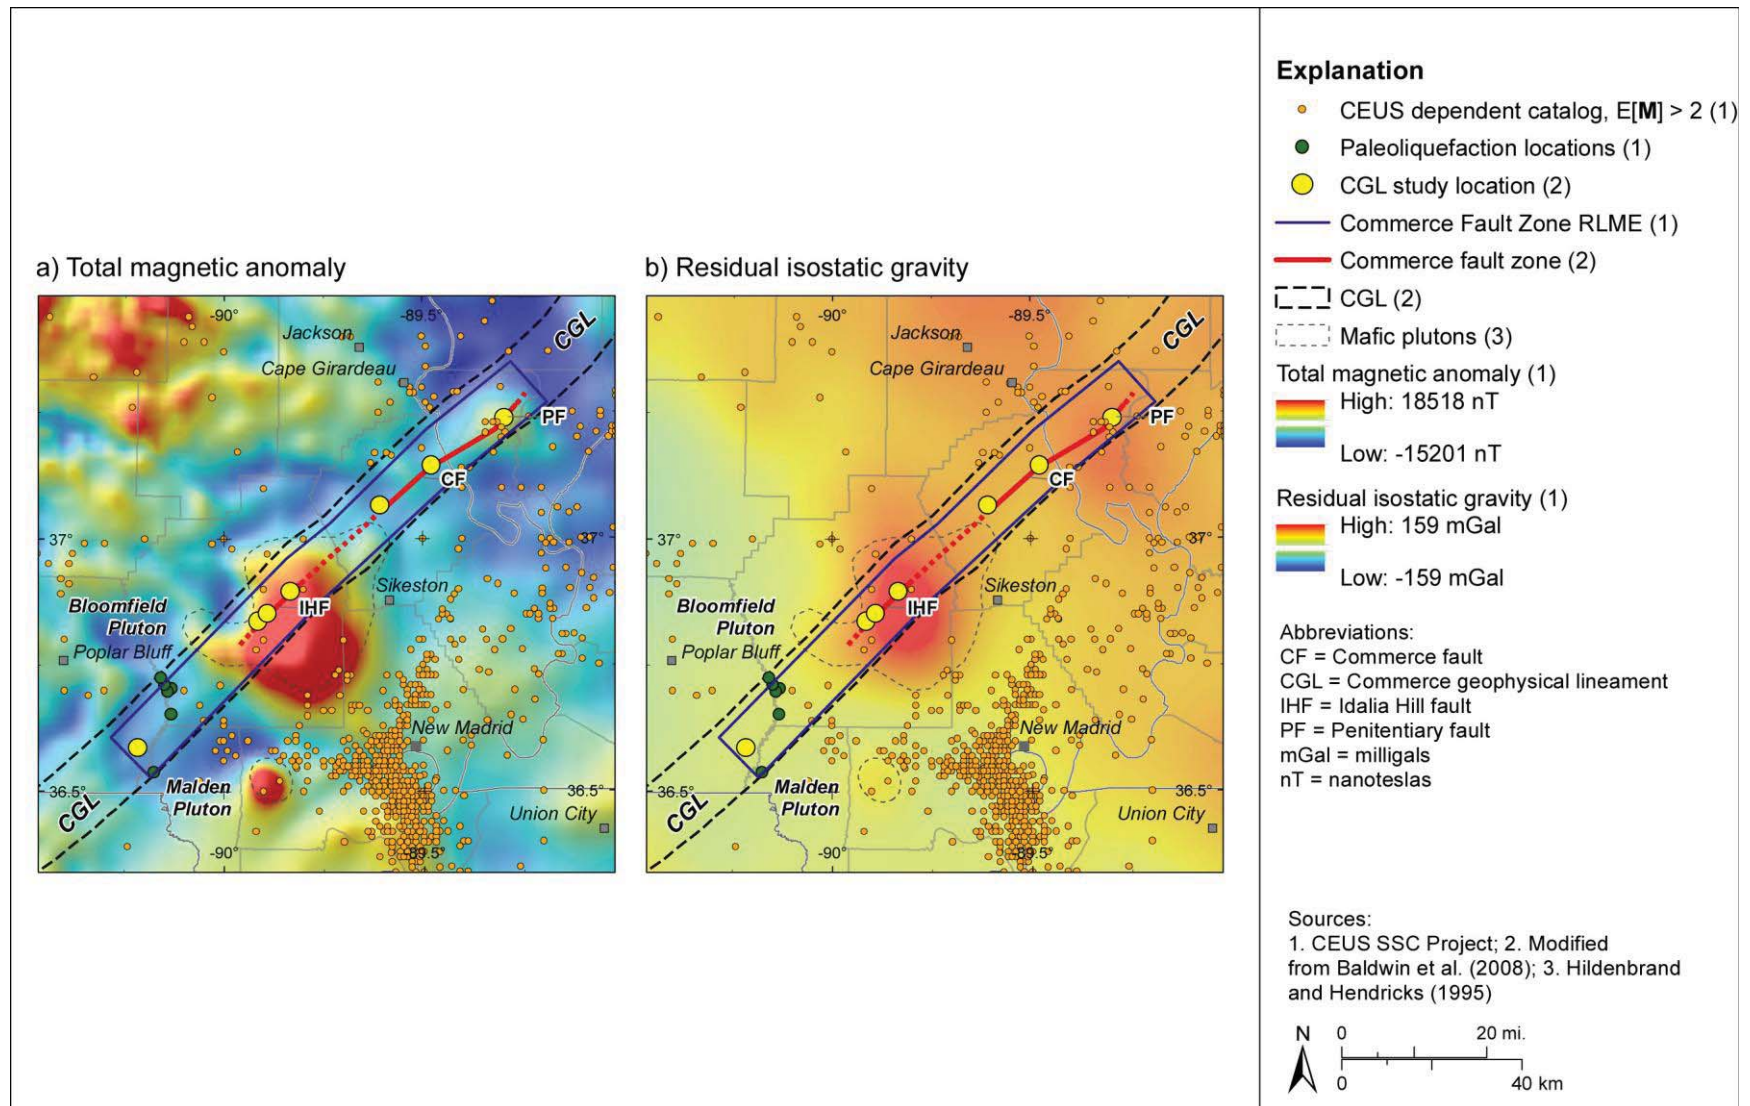 a) Total magnetic anomaly
-90°
-89.5°
CGL
Jackson
Cape Girardeau
PF
CF
37°
Sikeston
IHF
Bloomfield
Pluton
Poplar Bluff
New Madrid
Malden
Pluton
36.5°
CGL
Union City
-90°
-89.5°
b) Residual isostatic gravity
-90°
-89.5°
CGL
Jackson
Cape Girardeau
PF
CF
37°
37°
Sikeston
IHF
Bloomfield
Pluton
Poplar Bluff
New Madrid
Malden
Pluton
36.5°
36.5°
CGL
Union City
-90°
-89.5°
Explanation
CEUS dependent catalog, E[M] > 2 (1)
Paleoliquefaction locations (1)
CGL study location (2)
Commerce Fault Zone RLME (1)
Commerce fault zone (2)
CGL (2)
Mafic plutons (3)
Total magnetic anomaly (1)
High: 18518 nT
Low: -15201 nT
Residual isostatic gravity (1)
High: 159 mGal
Low: -159 mGal
Abbreviations:
CF = Commerce fault
CGL = Commerce geophysical lineament
IHF = Idalia Hill fault
PF = Penitentiary fault
mGal = milligals
nT = nanoteslas
Sources:
1. CEUS SSC Project; 2. Modified
from Baldwin et al. (2008); 3. Hildenbrand
and Hendricks (1995)
N
0 20 mi.
0 40 km